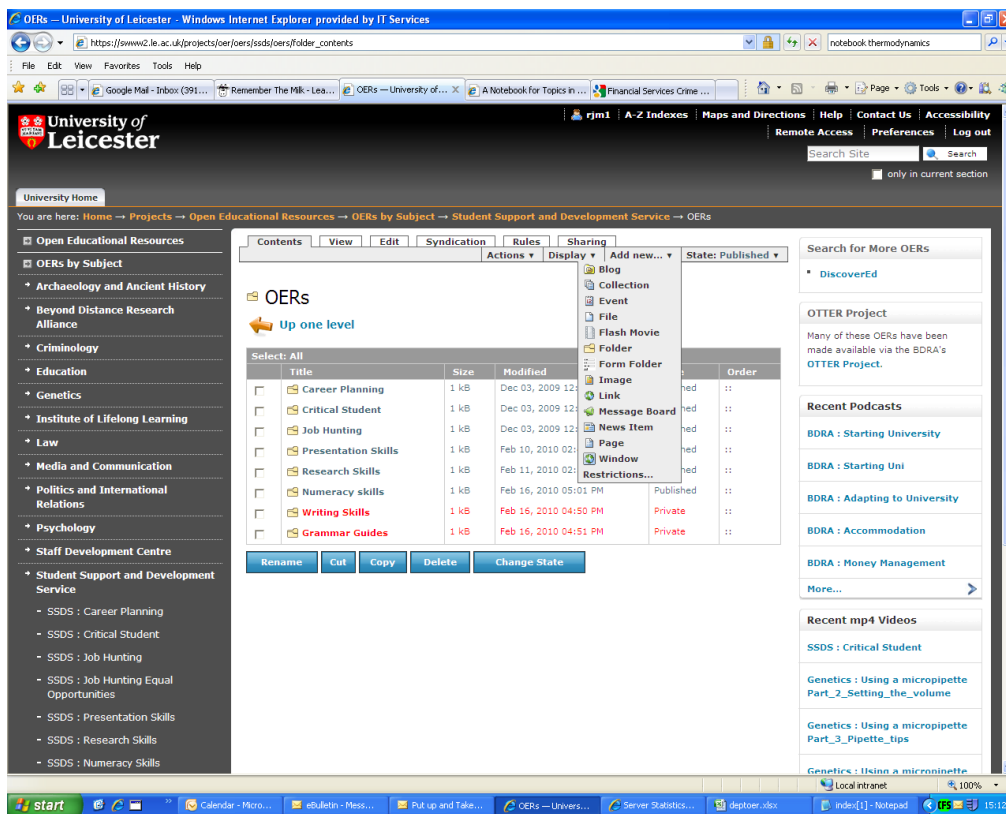 OERs — University of Leicester - Windows Internet Explorer provided by IT Services
https://swww2.le.ac.uk/projects/oer/oers/ssds/oers/folder_contents
notebook thermodynamics
File Edit View Favorites Tools Help
Google Mail - Inbox (391... Remember The Milk - Lea... OERs — University of... X A Notebook for Topics in ... Financial Services Crime ... Page Tools
University of Leicester
rjm1 A-Z Indexes Maps and Directions Help Contact Us Accessibility
Remote Access Preferences Log out
Search Site Search
only in current section
University Home
You are here: Home → Projects → Open Educational Resources → OERs by Subject → Student Support and Development Service → OERs
Open Educational Resources
OERs by Subject
Archaeology and Ancient History
Beyond Distance Research
Alliance
Criminology
Education
Genetics
Institute of Lifelong Learning
Law
Media and Communication
Politics and International
Relations
Psychology
Staff Development Centre
Student Support and Development
Service
- SSDS : Career Planning
- SSDS : Critical Student
- SSDS : Job Hunting
- SSDS : Job Hunting Equal
Opportunities
- SSDS : Presentation Skills
- SSDS : Research Skills
- SSDS : Numeracy Skills
Contents View Edit Syndication Rules Sharing
Actions Display Add new... State: Published
Blog
Collection
Event
File
Flash Movie
Folder
Form Folder
Image
Link
Message Board
News Item
Page
Window
Restrictions...
OERs
Up one level
Select: All
Title Size Modified Order
Career Planning 1 kB Dec 03, 2009 12: hed ::
Critical Student 1 kB Dec 03, 2009 12: hed ::
Job Hunting 1 kB Dec 03, 2009 12: hed ::
Presentation Skills 1 kB Feb 10, 2010 02: hed ::
Research Skills 1 kB Feb 11, 2010 02: hed ::
Numeracy skills 1 kB Feb 16, 2010 05:01 PM Published ::
Writing Skills 1 kB Feb 16, 2010 04:50 PM Private ::
Grammar Guides 1 kB Feb 16, 2010 04:51 PM Private ::
Rename Cut Copy Delete Change State
Search for More OERs
DiscoverEd
OTTER Project
Many of these OERs have been
made available via the BDRA's
OTTER Project.
Recent Podcasts
BDRA : Starting University
BDRA : Starting Uni
BDRA : Adapting to University
BDRA : Accommodation
BDRA : Money Management
More...
Recent mp4 Videos
SSDS : Critical Student
Genetics : Using a micropipette
Part_2_Setting_the_volume
Genetics : Using a micropipette
Part_3_Pipette_tips
Genetics : Using a micropipette
Local intranet 100%
start Calendar - Micro... eBulletin - Mess... Put up and Take... OERs — Univers... Server Statistics... deptoer.xlsx index[1] - Notepad CFS 15:12